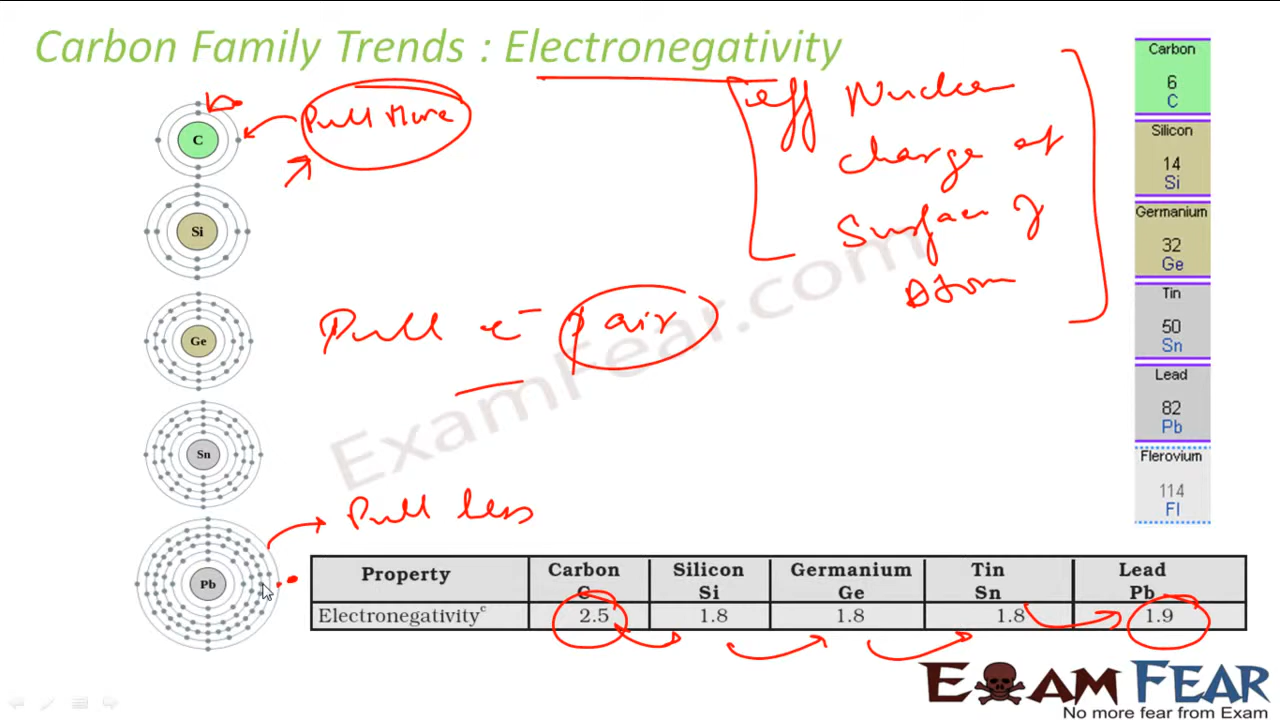 Carbon Family Trends : Electronegativity
Pull More
eff Nuclear
charge at
Surface of
Atom
Pull e⁻ pair
Pull less
C
Si
Ge
Sn
Pb
Carbon
6
C
Silicon
14
Si
Germanium
32
Ge
Tin
50
Sn
Lead
82
Pb
Flerovium
114
Fl
ExamFear.com
Property Carbon Silicon Germanium Tin Lead
C Si Ge Sn Pb
Electronegativityᶜ 2.5 1.8 1.8 1.8 1.9
EXAM FEAR
No more fear from Exam